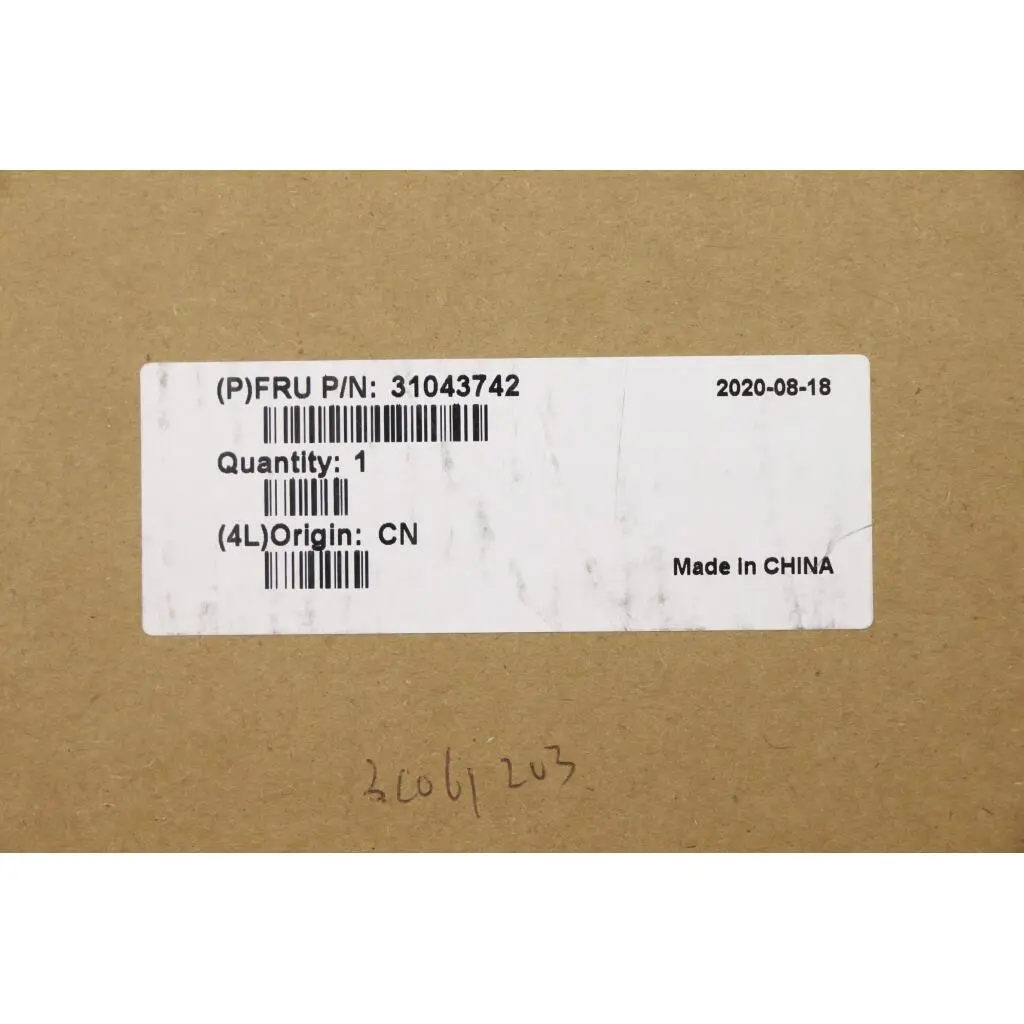 (P)FRU P/N: 31043742
2020-08-18
Quantity: 1
(4L)Origin: CN
Made in CHINA